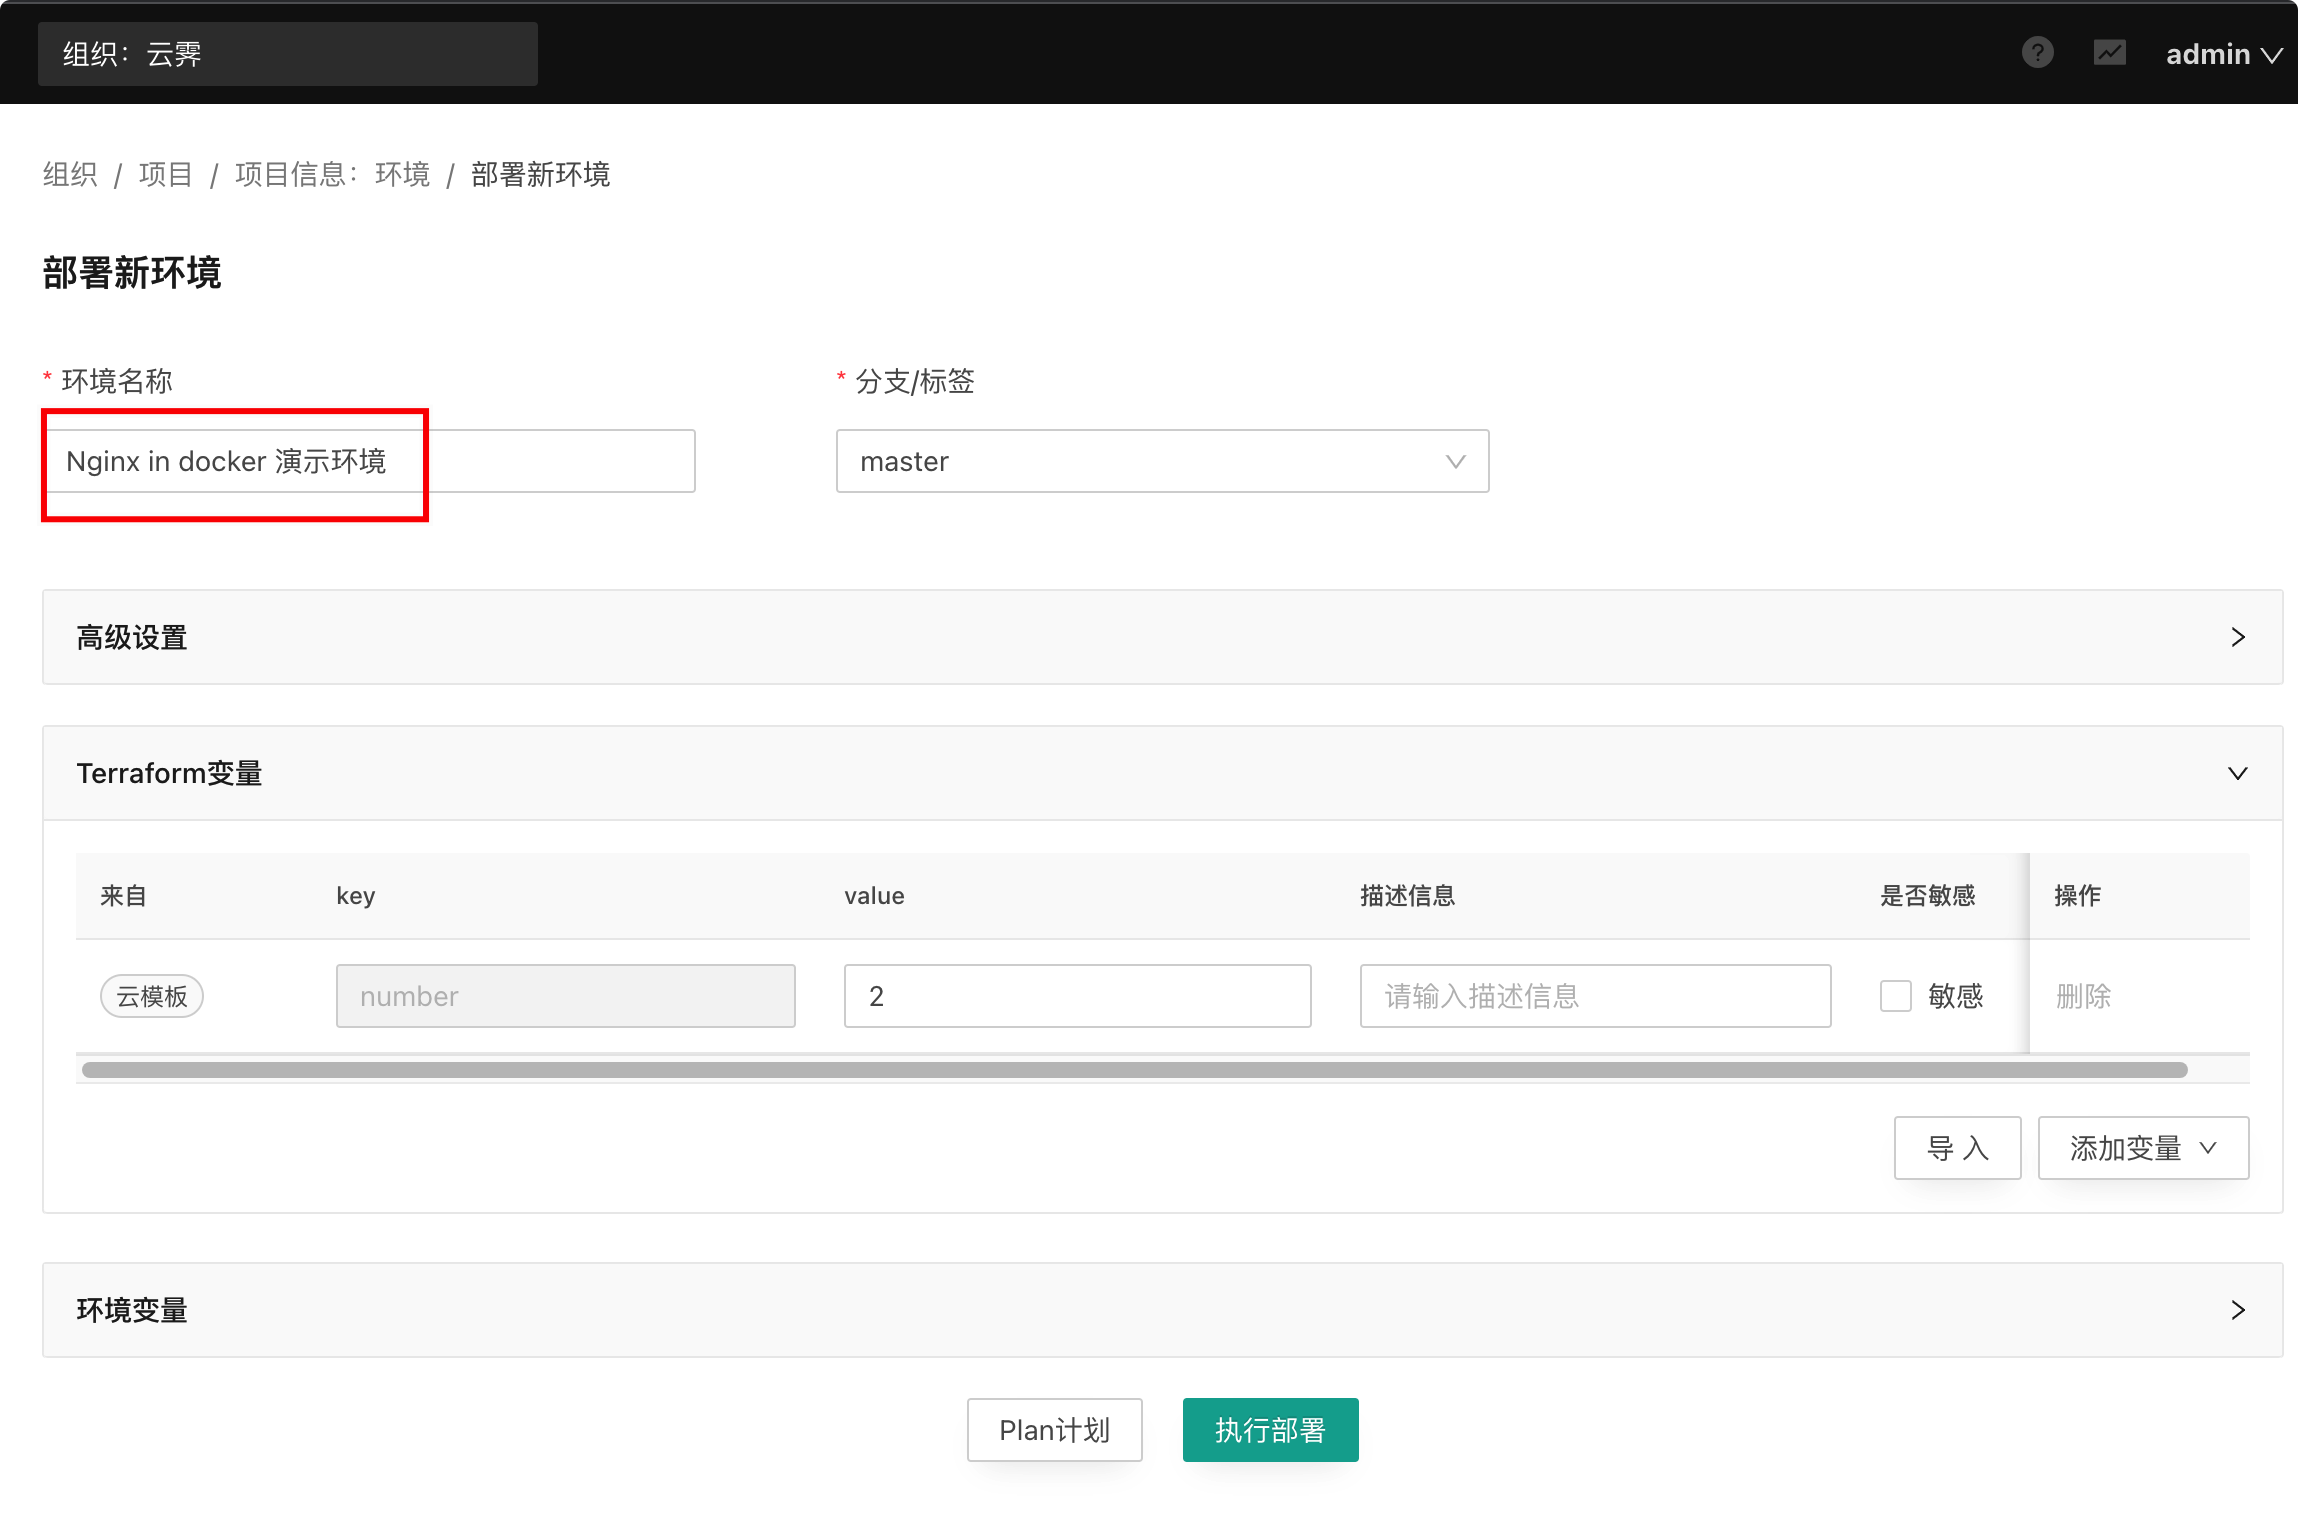 组织：云霁
admin
组织 / 项目 / 项目信息：环境 / 部署新环境
部署新环境
* 环境名称
* 分支/标签
Nginx in docker 演示环境
master
高级设置
Terraform变量
来自 key value 描述信息 是否敏感 操作
云模板 number 2 请输入描述信息 敏感 删除
导入 添加变量
环境变量
Plan计划 执行部署